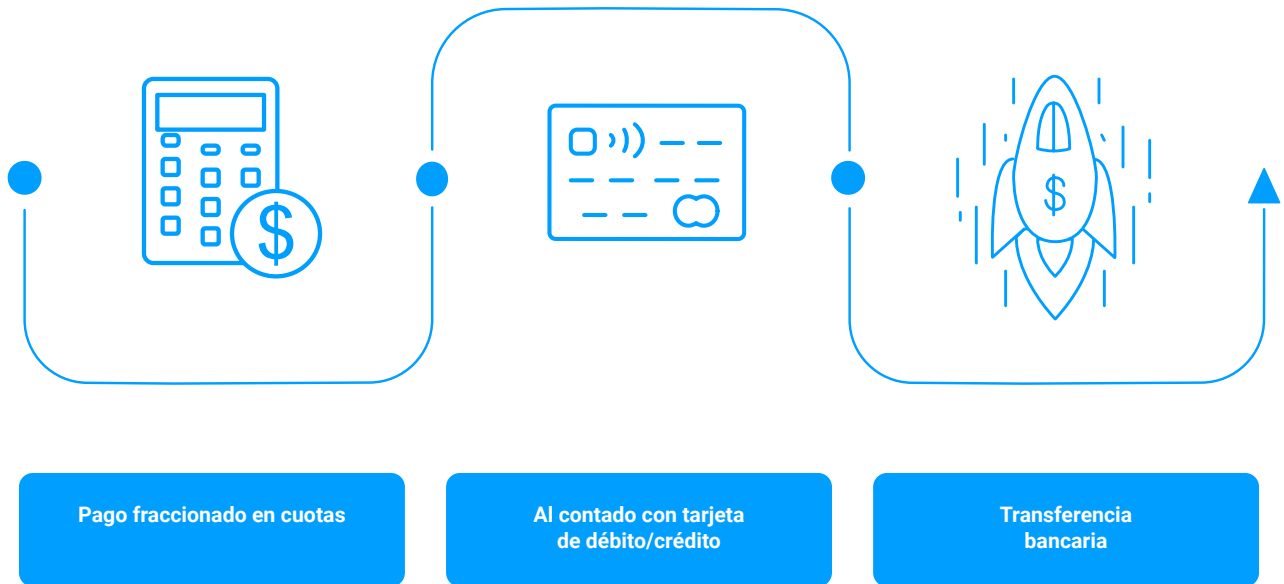 $
$
Pago fraccionado en cuotas
Al contado con tarjeta
de débito/crédito
Transferencia
bancaria